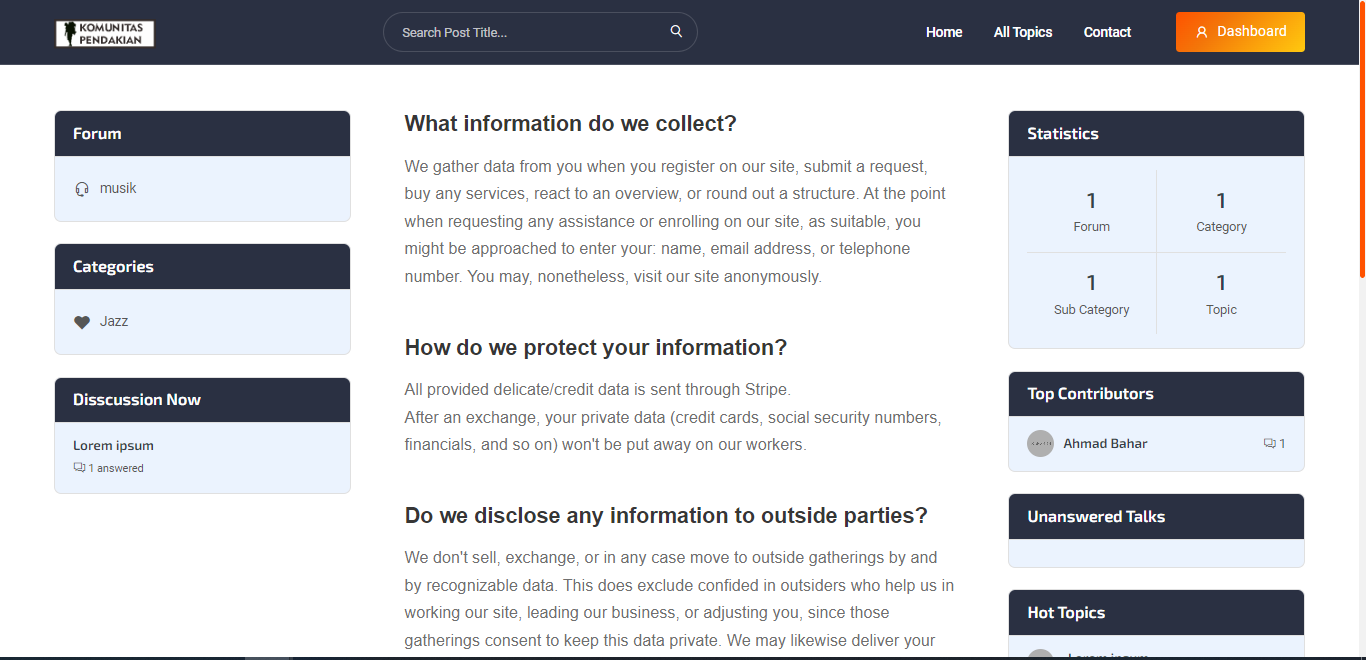 KOMUNITAS
PENDAKIAN
Search Post Title...
Home
All Topics
Contact
Dashboard
Forum
musik
Categories
Jazz
Disscussion Now
Lorem ipsum
1 answered
What information do we collect?
We gather data from you when you register on our site, submit a request,
buy any services, react to an overview, or round out a structure. At the point
when requesting any assistance or enrolling on our site, as suitable, you
might be approached to enter your: name, email address, or telephone
number. You may, nonetheless, visit our site anonymously.
How do we protect your information?
All provided delicate/credit data is sent through Stripe.
After an exchange, your private data (credit cards, social security numbers,
financials, and so on) won't be put away on our workers.
Do we disclose any information to outside parties?
We don't sell, exchange, or in any case move to outside gatherings by and
by recognizable data. This does exclude confided in outsiders who help us in
working our site, leading our business, or adjusting you, since those
gatherings consent to keep this data private. We may likewise deliver your
Statistics
1
Forum
1
Category
1
Sub Category
1
Topic
Top Contributors
Ahmad Bahar
1
Unanswered Talks
Hot Topics
Lorem ipsum